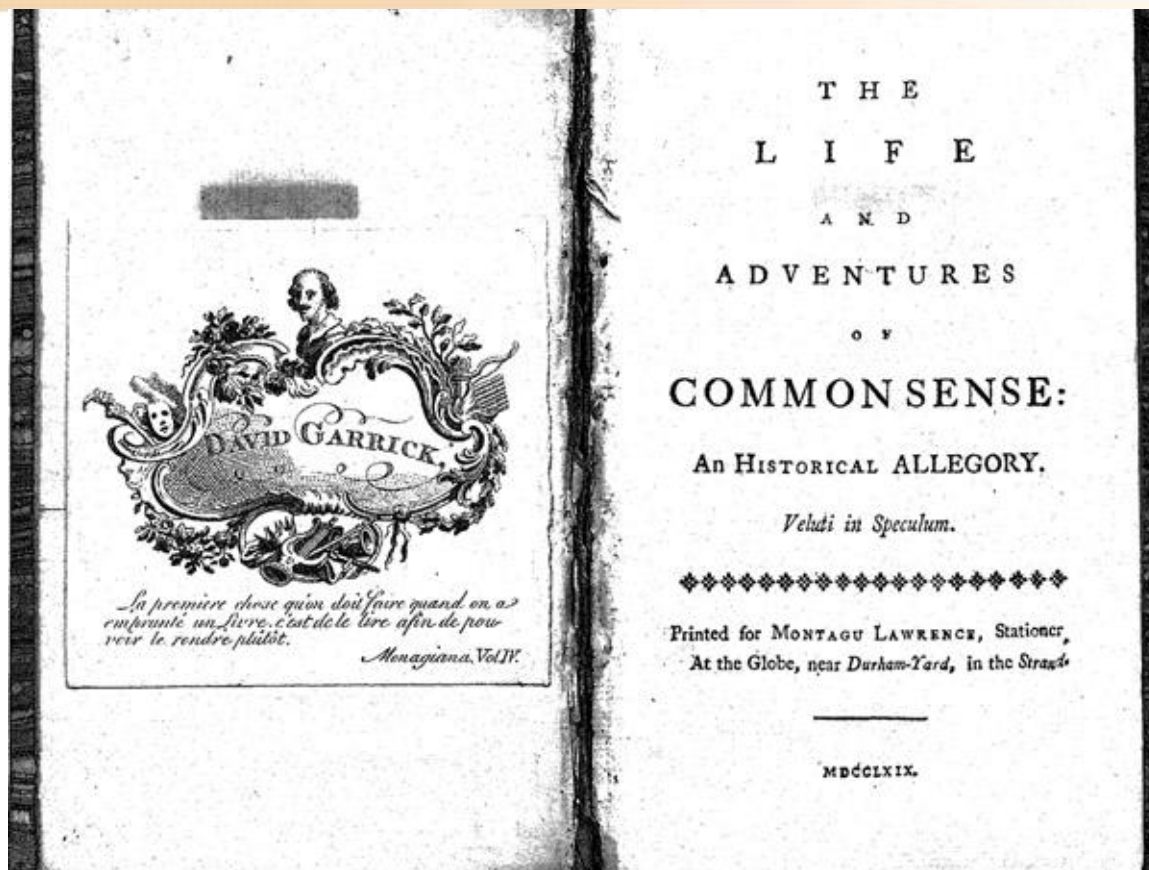 DAVID GARRICK.
La premiere chose qu'on doit faire quand on a
emprunté un Livre, c'est de le lire afin de pou-
voir le rendre plûtôt.
Menagiana. Vol IV.
THE
LIFE
AND
ADVENTURES
OF
COMMON SENSE:
An HISTORICAL ALLEGORY.
Veluti in Speculum.
Printed for MONTAGU LAWRENCE, Stationer,
At the Globe, near Durham-Yard, in the Strand.
MDCCLXIX.